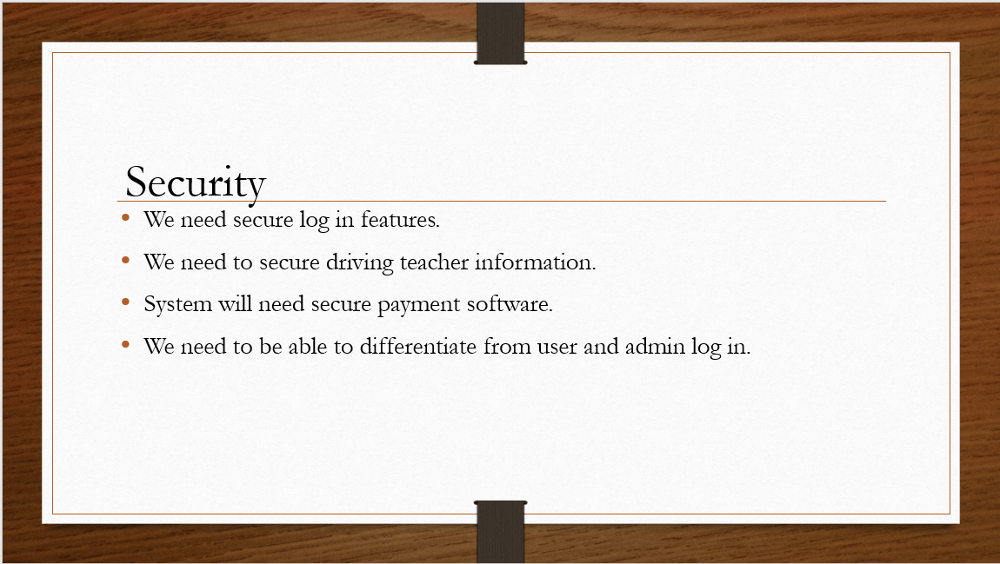 Security
• We need secure log in features.
• We need to secure driving teacher information.
• System will need secure payment software.
• We need to be able to differentiate from user and admin log in.